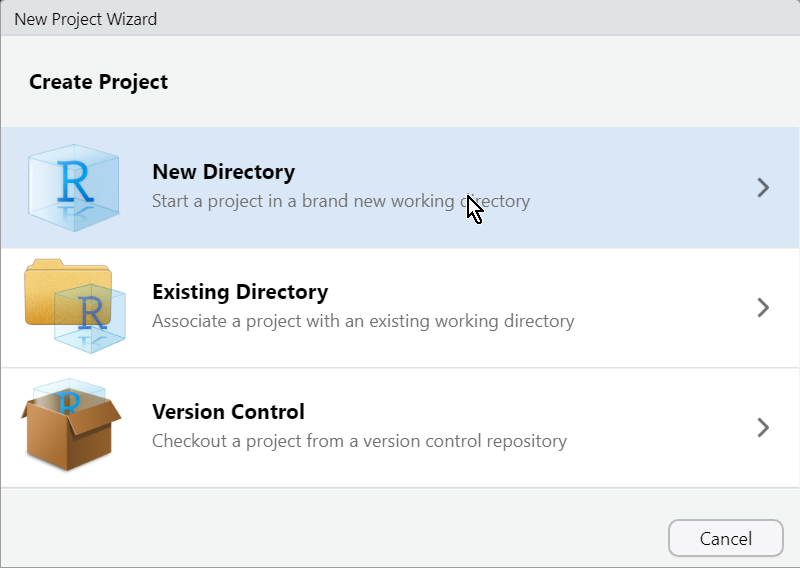 New Project Wizard
Create Project
R
New Directory
Start a project in a brand new working directory
R
Existing Directory
Associate a project with an existing working directory
R
Version Control
Checkout a project from a version control repository
Cancel